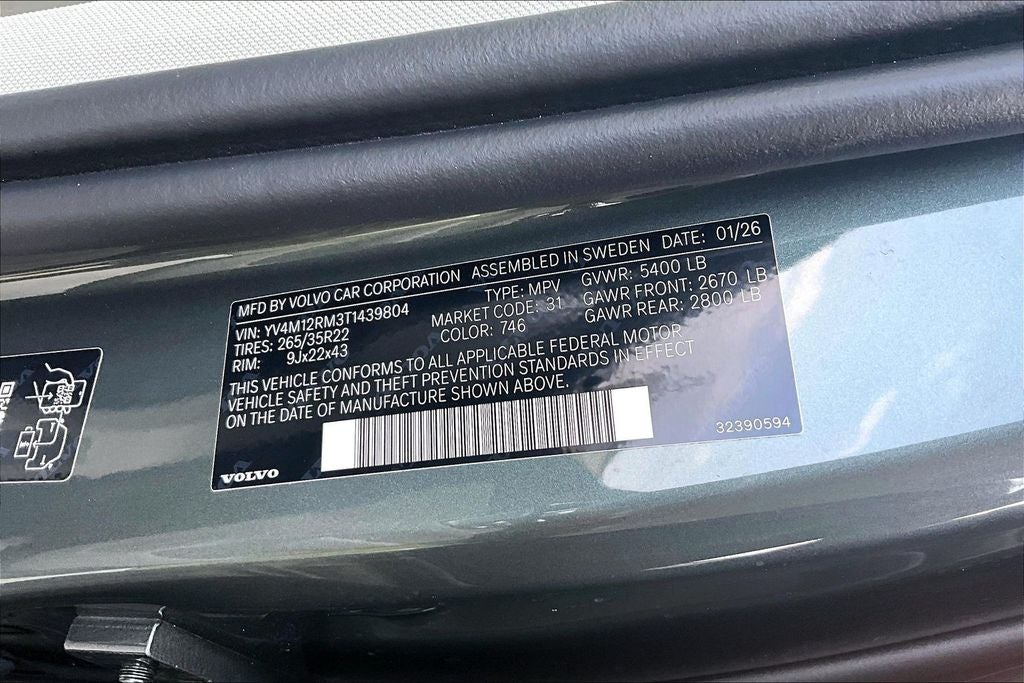 MFD BY VOLVO CAR CORPORATION ASSEMBLED IN SWEDEN DATE: 01/26
VIN: YV4M12RM3T1439804 TYPE: MPV GVWR: 5400 LB
TIRES: 265/35R22 MARKET CODE: 31 GAWR FRONT: 2670 LB
RIM: 9Jx22x43 COLOR: 746 GAWR REAR: 2800 LB
THIS VEHICLE CONFORMS TO ALL APPLICABLE FEDERAL MOTOR
VEHICLE SAFETY AND THEFT PREVENTION STANDARDS IN EFFECT
ON THE DATE OF MANUFACTURE SHOWN ABOVE.
32390594
VOLVO